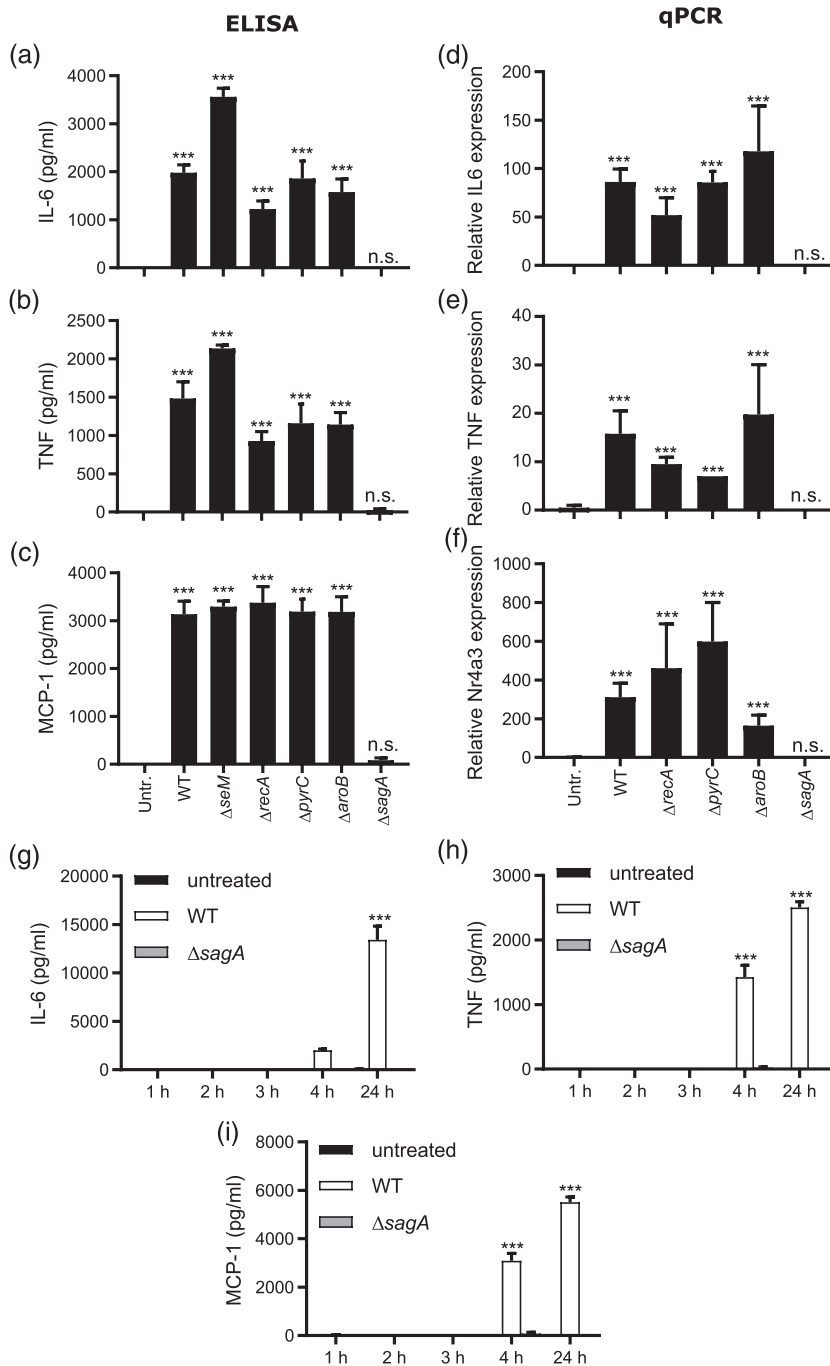 ELISA
qPCR
(a)
IL-6 (pg/ml)
4000
3000
2000
1000
0
***
***
***
***
***
n.s.
(d)
Relative IL6 expression
200
150
100
50
0
***
***
***
***
n.s.
(b)
TNF (pg/ml)
2500
2000
1500
1000
500
0
***
***
***
***
***
n.s.
(e)
Relative TNF expression
40
30
20
10
0
***
***
***
***
n.s.
(c)
MCP-1 (pg/ml)
4000
3000
2000
1000
0
***
***
***
***
***
n.s.
Untr.
WT
ΔseM
ΔrecA
ΔpyrC
ΔaroB
ΔsagA
(f)
Relative Nr4a3 expression
1000
800
600
400
200
0
***
***
***
***
n.s.
Untr.
WT
ΔrecA
ΔpyrC
ΔaroB
ΔsagA
(g)
IL-6 (pg/ml)
20000
15000
10000
5000
0
untreated
WT
ΔsagA
***
1 h 2 h 3 h 4 h 24 h
(h)
TNF (pg/ml)
3000
2000
1000
0
untreated
WT
ΔsagA
***
***
1 h 2 h 3 h 4 h 24 h
(i)
MCP-1 (pg/ml)
8000
6000
4000
2000
0
untreated
WT
ΔsagA
***
***
1 h 2 h 3 h 4 h 24 h